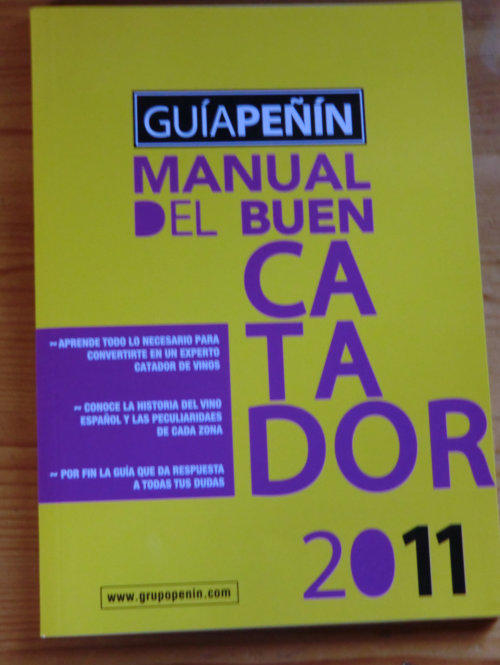 GUÍAPEÑÍN
MANUAL
DEL BUEN
CA
TA
DOR
~ APRENDE TODO LO NECESARIO PARA
CONVERTIRTE EN UN EXPERTO
CATADOR DE VINOS
~ CONOCE LA HISTORIA DEL VINO
ESPAÑOL Y LAS PECULIARIDAES
DE CADA ZONA
~ POR FIN LA GUÍA QUE DA RESPUESTA
A TODAS TUS DUDAS
2011
www.grupopenin.com